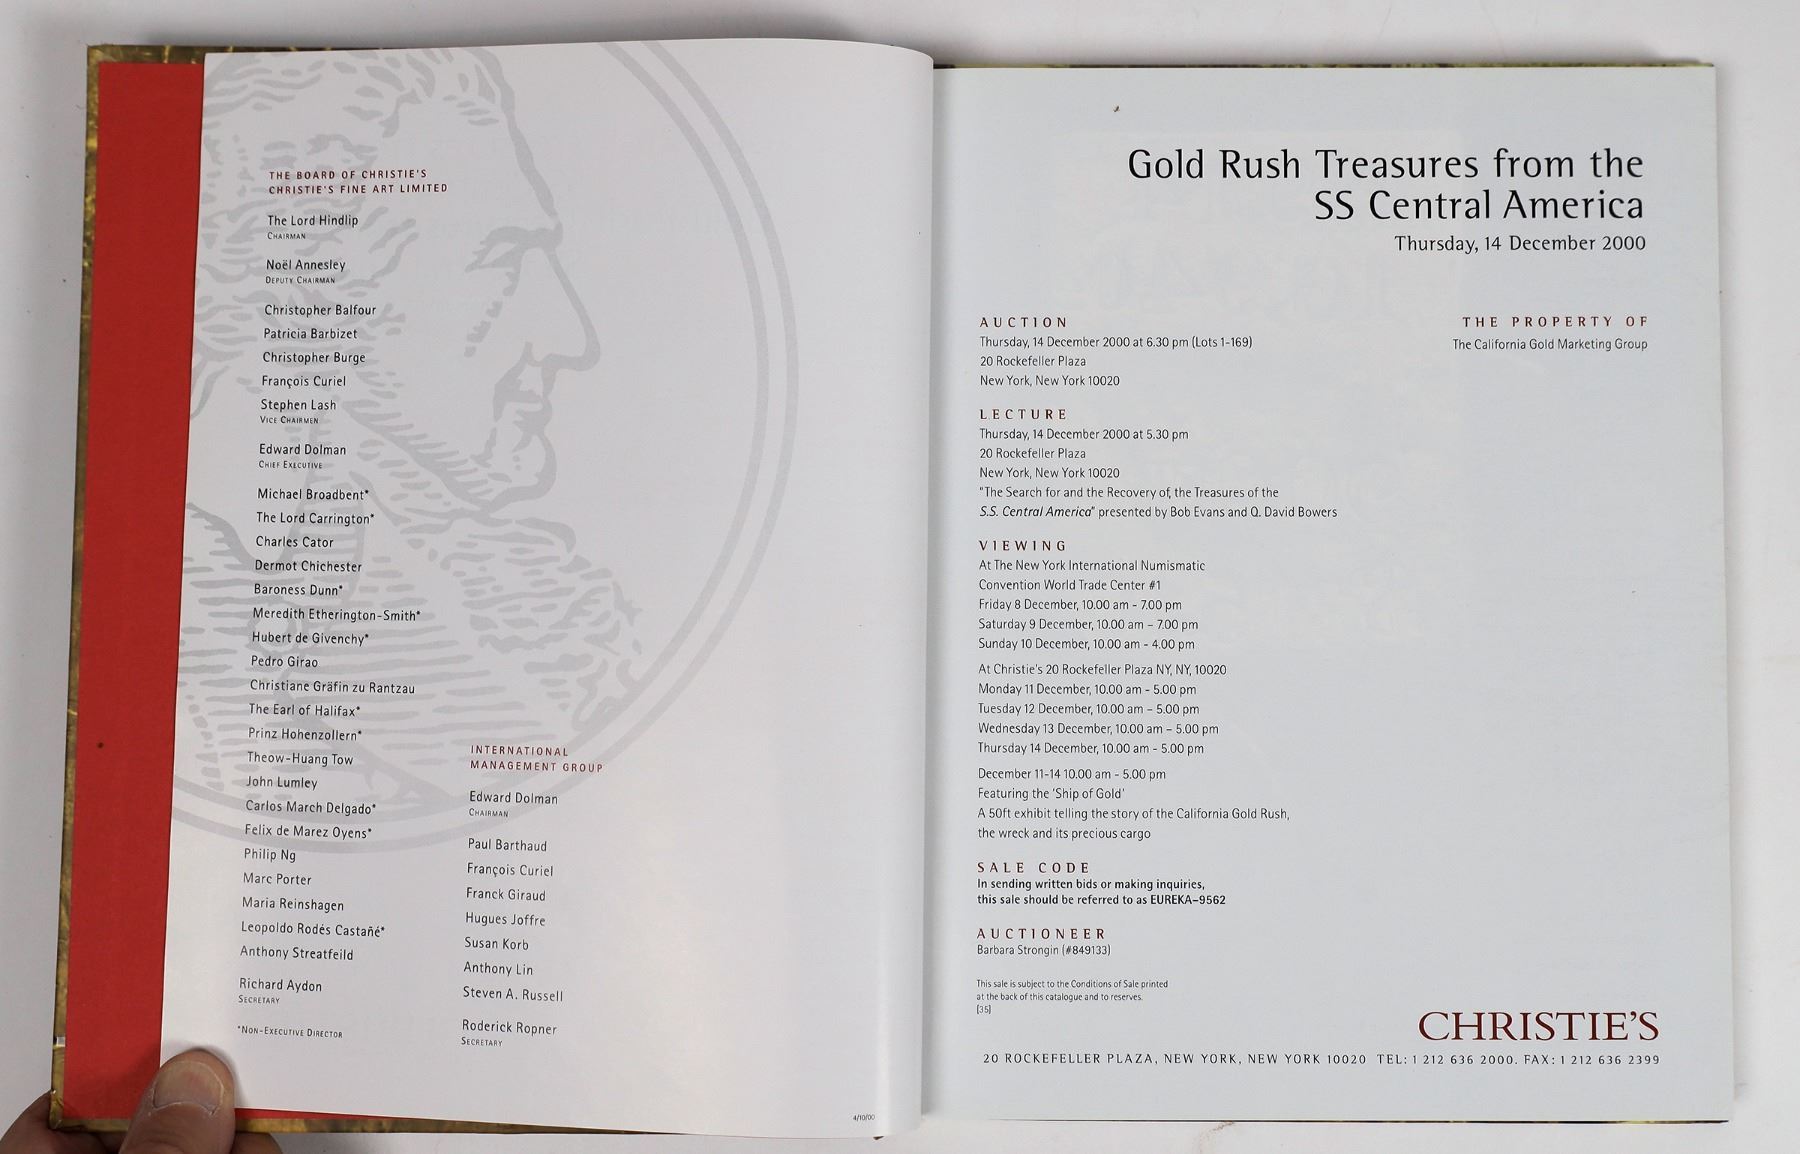 THE BOARD OF CHRISTIE'S
CHRISTIE'S FINE ART LIMITED
The Lord Hindlip
CHAIRMAN
Noël Annesley
DEPUTY CHAIRMAN
Christopher Balfour
Patricia Barbizet
Christopher Burge
François Curiel
Stephen Lash
VICE CHAIRMEN
Edward Dolman
CHIEF EXECUTIVE
Michael Broadbent*
The Lord Carrington*
Charles Cator
Dermot Chichester
Baroness Dunn*
Meredith Etherington-Smith*
Hubert de Givenchy*
Pedro Girao
Christiane Gräfin zu Rantzau
The Earl of Halifax*
Prinz Hohenzollern*
Theow-Huang Tow
John Lumley
Carlos March Delgado*
Felix de Marez Oyens*
Philip Ng
Marc Porter
Maria Reinshagen
Leopoldo Rodés Castañé*
Anthony Streatfeild
Richard Aydon
SECRETARY
*NON-EXECUTIVE DIRECTOR
INTERNATIONAL
MANAGEMENT GROUP
Edward Dolman
CHAIRMAN
Paul Barthaud
François Curiel
Franck Giraud
Hugues Joffre
Susan Korb
Anthony Lin
Steven A. Russell
Roderick Ropner
SECRETARY
4/10/00
Gold Rush Treasures from the
SS Central America
Thursday, 14 December 2000
AUCTION
Thursday, 14 December 2000 at 6.30 pm (Lots 1-169)
20 Rockefeller Plaza
New York, New York 10020
THE PROPERTY OF
The California Gold Marketing Group
LECTURE
Thursday, 14 December 2000 at 5.30 pm
20 Rockefeller Plaza
New York, New York 10020
"The Search for and the Recovery of, the Treasures of the
S.S. Central America" presented by Bob Evans and Q. David Bowers
VIEWING
At The New York International Numismatic
Convention World Trade Center #1
Friday 8 December, 10.00 am - 7.00 pm
Saturday 9 December, 10.00 am – 7.00 pm
Sunday 10 December, 10.00 am - 4.00 pm
At Christie's 20 Rockefeller Plaza NY, NY, 10020
Monday 11 December, 10.00 am - 5.00 pm
Tuesday 12 December, 10.00 am – 5.00 pm
Wednesday 13 December, 10.00 am – 5.00 pm
Thursday 14 December, 10.00 am - 5.00 pm
December 11-14 10.00 am - 5.00 pm
Featuring the 'Ship of Gold'
A 50ft exhibit telling the story of the California Gold Rush,
the wreck and its precious cargo
SALE CODE
In sending written bids or making inquiries,
this sale should be referred to as EUREKA–9562
AUCTIONEER
Barbara Strongin (#849133)
This sale is subject to the Conditions of Sale printed
at the back of this catalogue and to reserves.
[35]
CHRISTIE'S
20 ROCKEFELLER PLAZA, NEW YORK, NEW YORK 10020 TEL: 1 212 636 2000. FAX: 1 212 636 2399